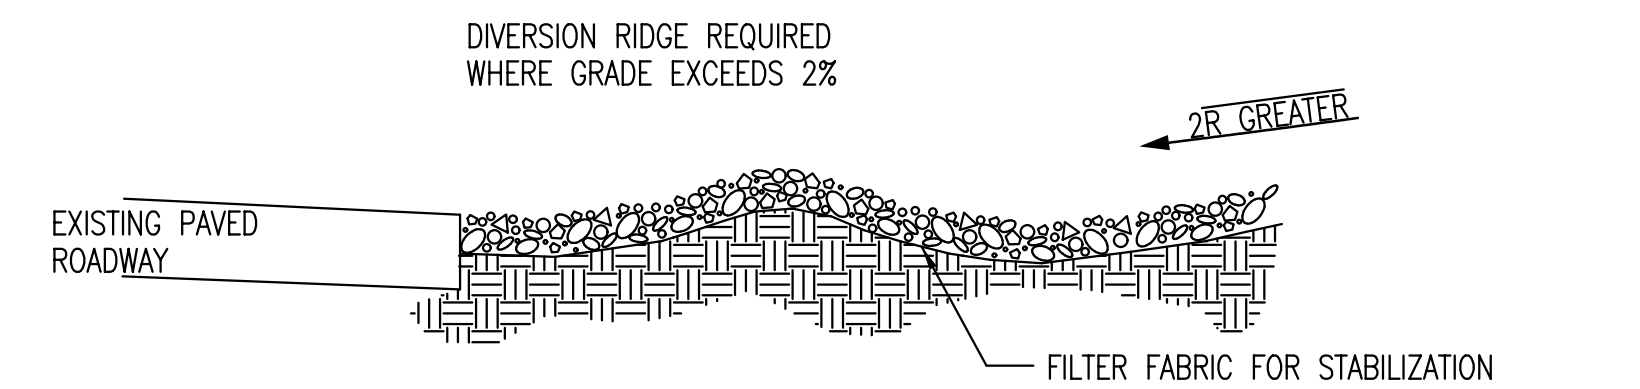 DIVERSION RIDGE REQUIRED
WHERE GRADE EXCEEDS 2%
2R GREATER
EXISTING PAVED
ROADWAY
FILTER FABRIC FOR STABILIZATION